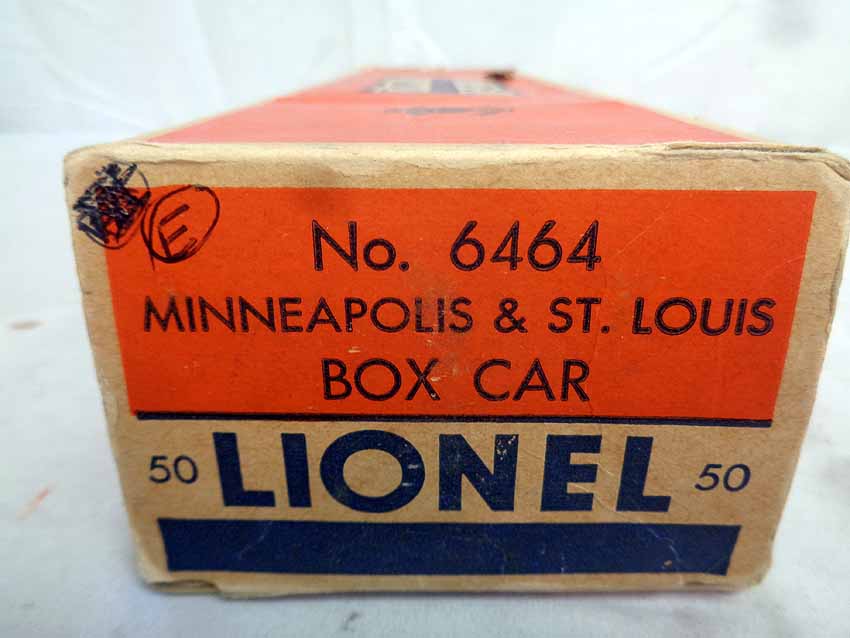 E
No. 6464
MINNEAPOLIS & ST. LOUIS
BOX CAR
50 LIONEL 50